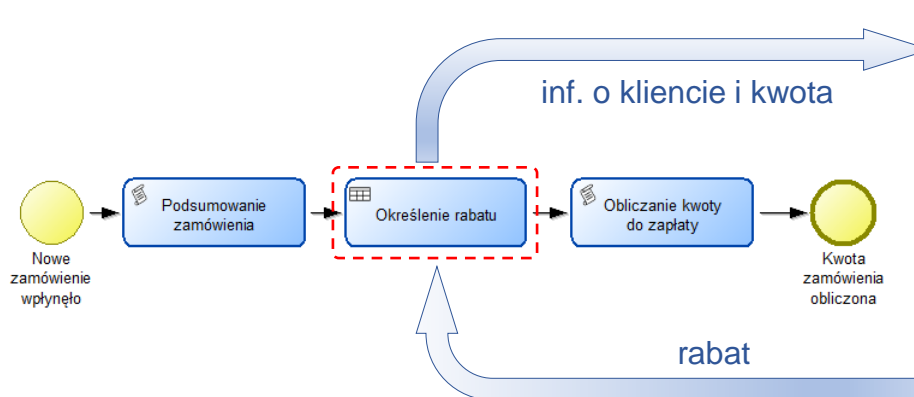 inf. o kliencie i kwota
Podsumowanie
zamówienia
Określenie rabatu
Obliczanie kwoty
do zapłaty
Nowe
zamówienie
wpłynęło
Kwota
zamówienia
obliczona
rabat